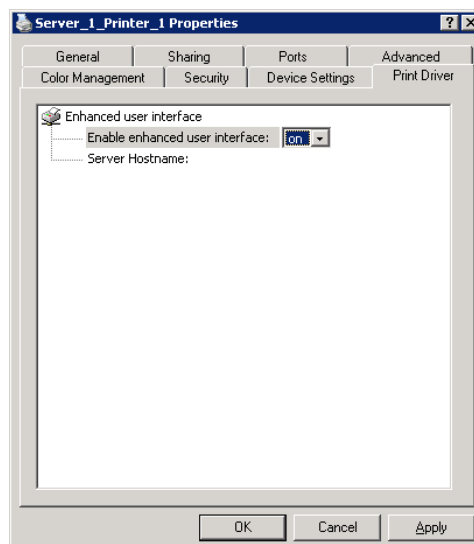 Server_1_Printer_1 Properties
General Sharing Ports Advanced
Color Management Security Device Settings Print Driver
Enhanced user interface
Enable enhanced user interface: on
Server Hostname:
OK Cancel Apply